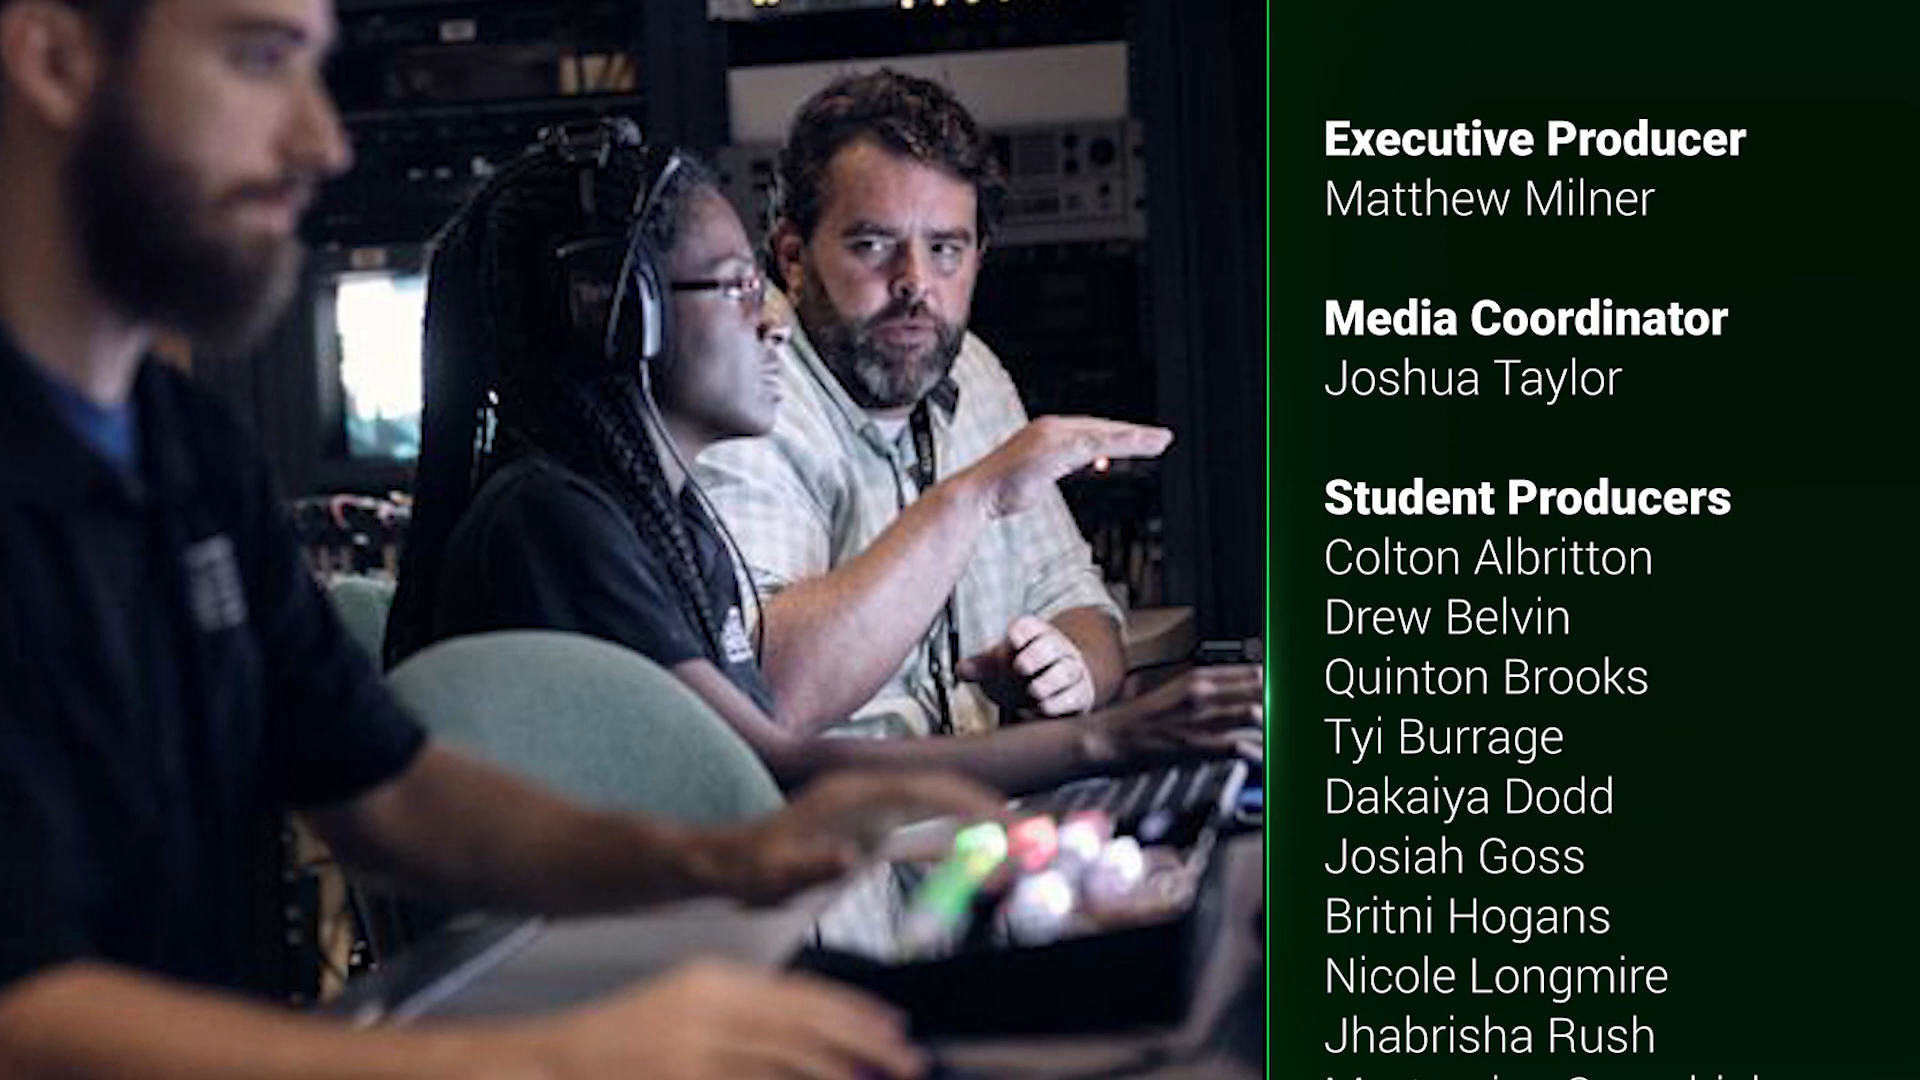 Executive Producer
Matthew Milner
Media Coordinator
Joshua Taylor
Student Producers
Colton Albritton
Drew Belvin
Quinton Brooks
Tyi Burrage
Dakaiya Dodd
Josiah Goss
Britni Hogans
Nicole Longmire
Jhabrisha Rush